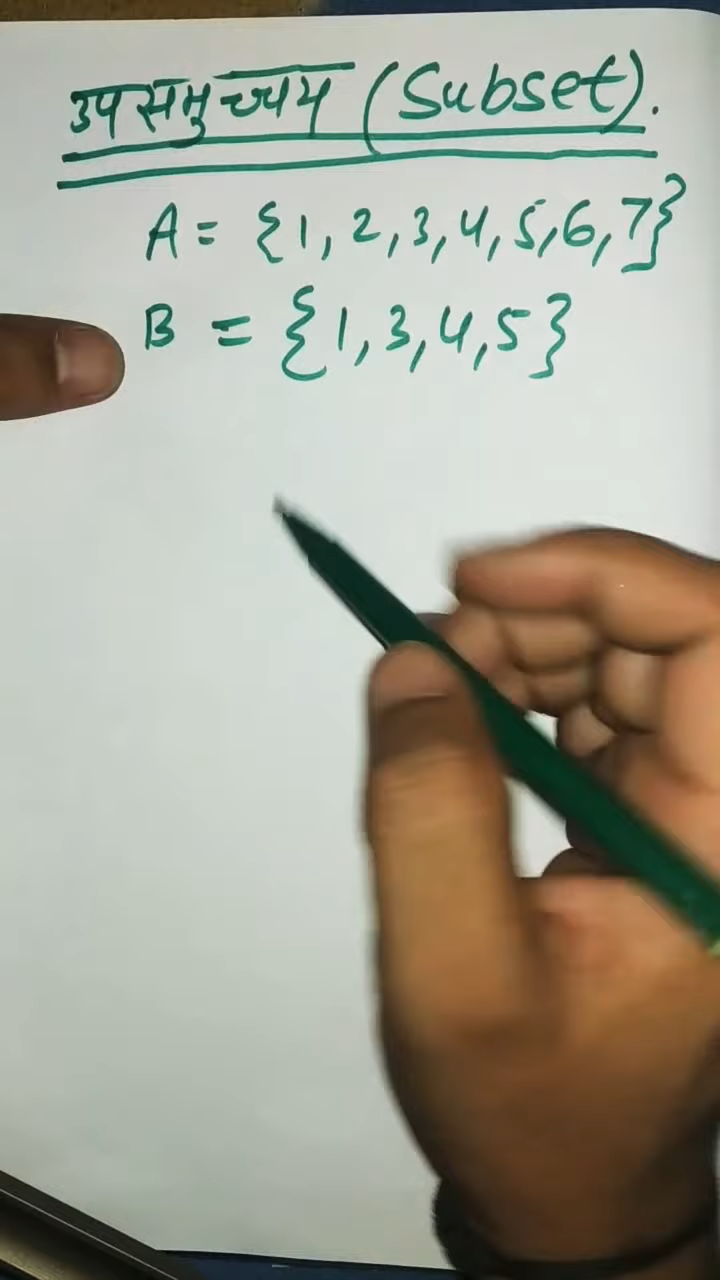 उपसमुच्चय (Subset).
A = {1, 2, 3, 4, 5, 6, 7}
B = {1, 3, 4, 5}